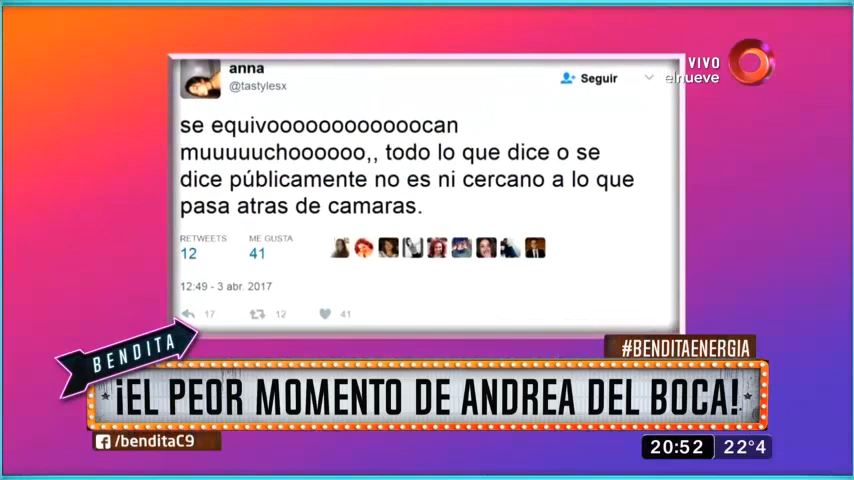 anna
@tastylesx
Seguir
VIVO
elnueve
se equivoooooooooooocan
muuuuuchoooooo,, todo lo que dice o se
dice públicamente no es ni cercano a lo que
pasa atras de camaras.
RETWEETS
ME GUSTA
12
41
12:49 - 3 abr. 2017
17
12
41
BENDITA
#BENDITAENERGIA
¡EL PEOR MOMENTO DE ANDREA DEL BOCA!
/benditaC9
20:52
22°4